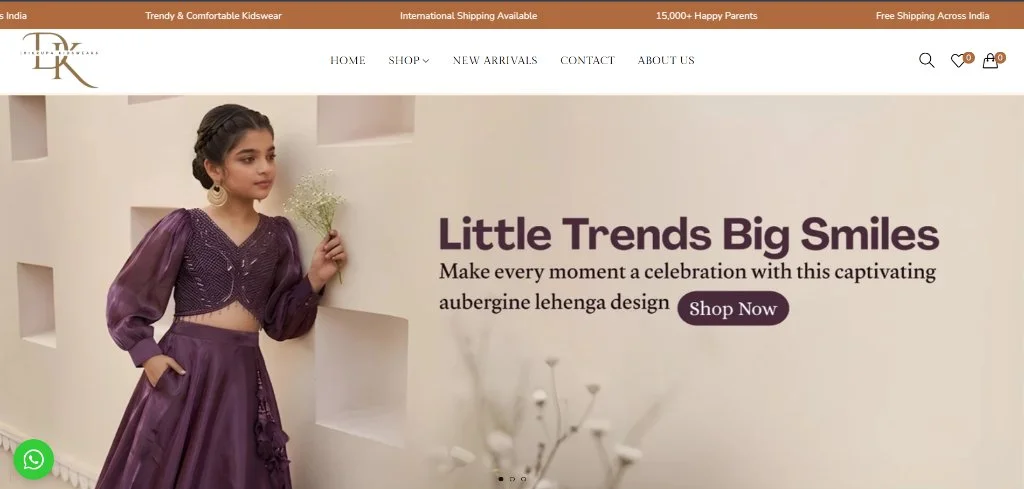 s India
Trendy & Comfortable Kidswear
International Shipping Available
15,000+ Happy Parents
Free Shipping Across India
DK
HOME
SHOP
NEW ARRIVALS
CONTACT
ABOUT US
0
0
Little Trends Big Smiles
Make every moment a celebration with this captivating
aubergine lehenga design
Shop Now